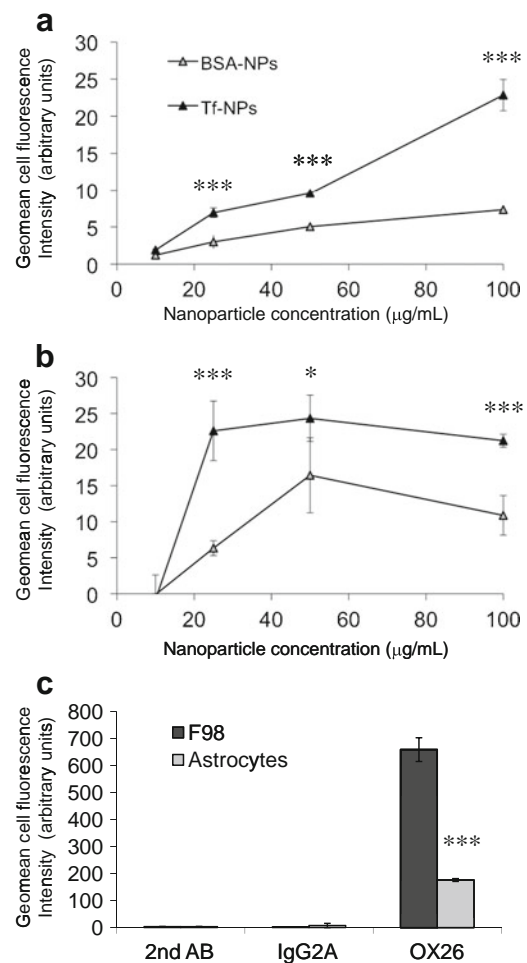 a
Geomean cell fluorescence
Intensity (arbitrary units)
30
25
20
15
10
5
0
BSA-NPs
Tf-NPs
***
***
***
0 20 40 60 80 100
Nanoparticle concentration (µg/mL)
b
Geomean cell fluorescence
Intensity (arbitrary units)
30
25
20
15
10
5
0
***
*
***
0 20 40 60 80 100
Nanoparticle concentration (µg/mL)
c
Geomean cell fluorescence
Intensity (arbitrary units)
800
700
600
500
400
300
200
100
0
F98
Astrocytes
***
2nd AB IgG2A OX26